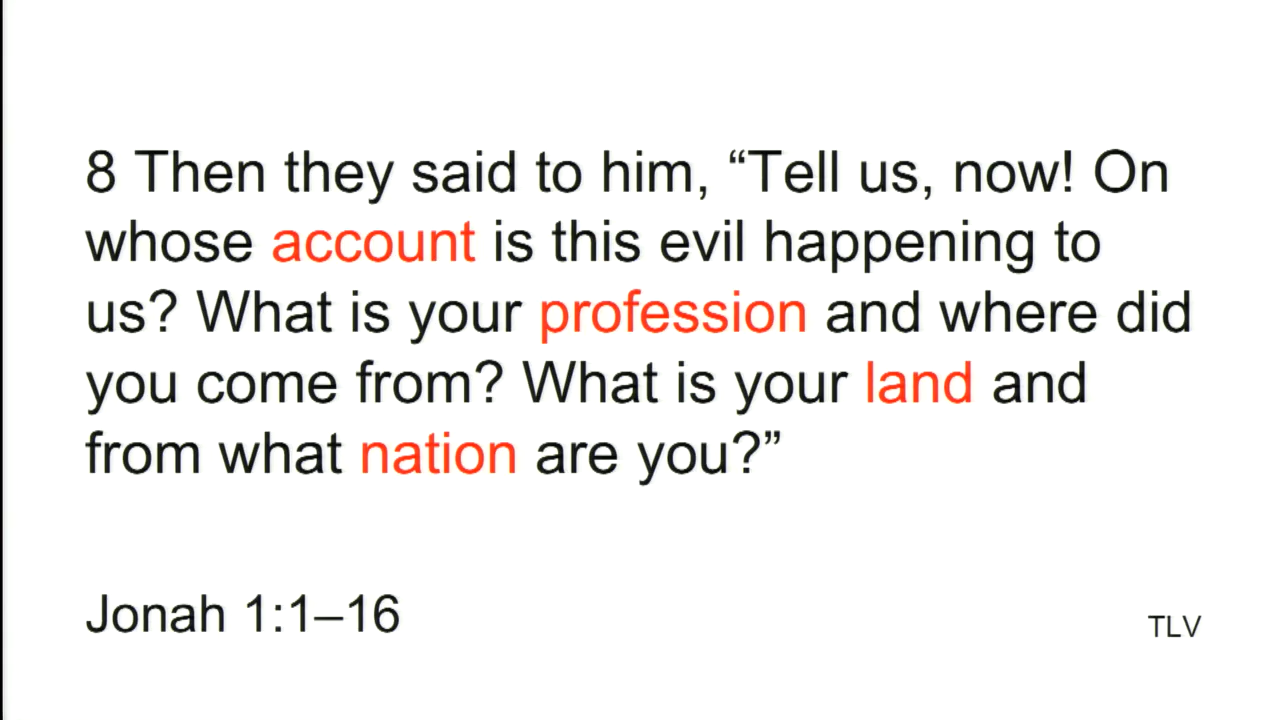 8 Then they said to him, “Tell us, now! On
whose account is this evil happening to
us? What is your profession and where did
you come from? What is your land and
from what nation are you?”
Jonah 1:1–16
TLV